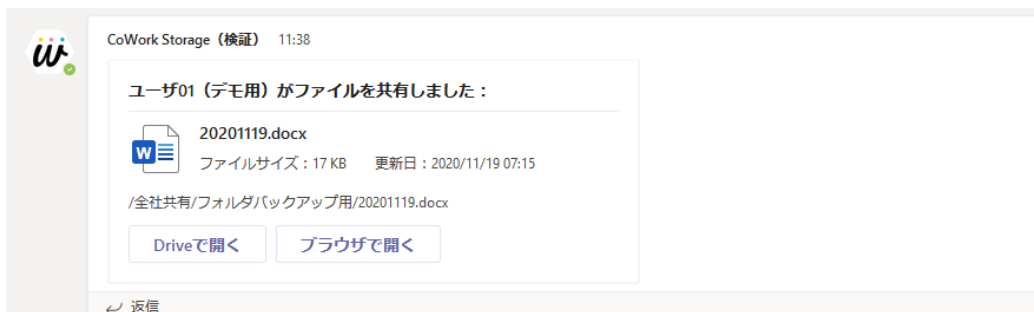 CoWork Storage（検証） 11:38
ユーザ01（デモ用）がファイルを共有しました：
20201119.docx
ファイルサイズ：17 KB 更新日：2020/11/19 07:15
/全社共有/フォルダバックアップ用/20201119.docx
Driveで開く ブラウザで開く
返信